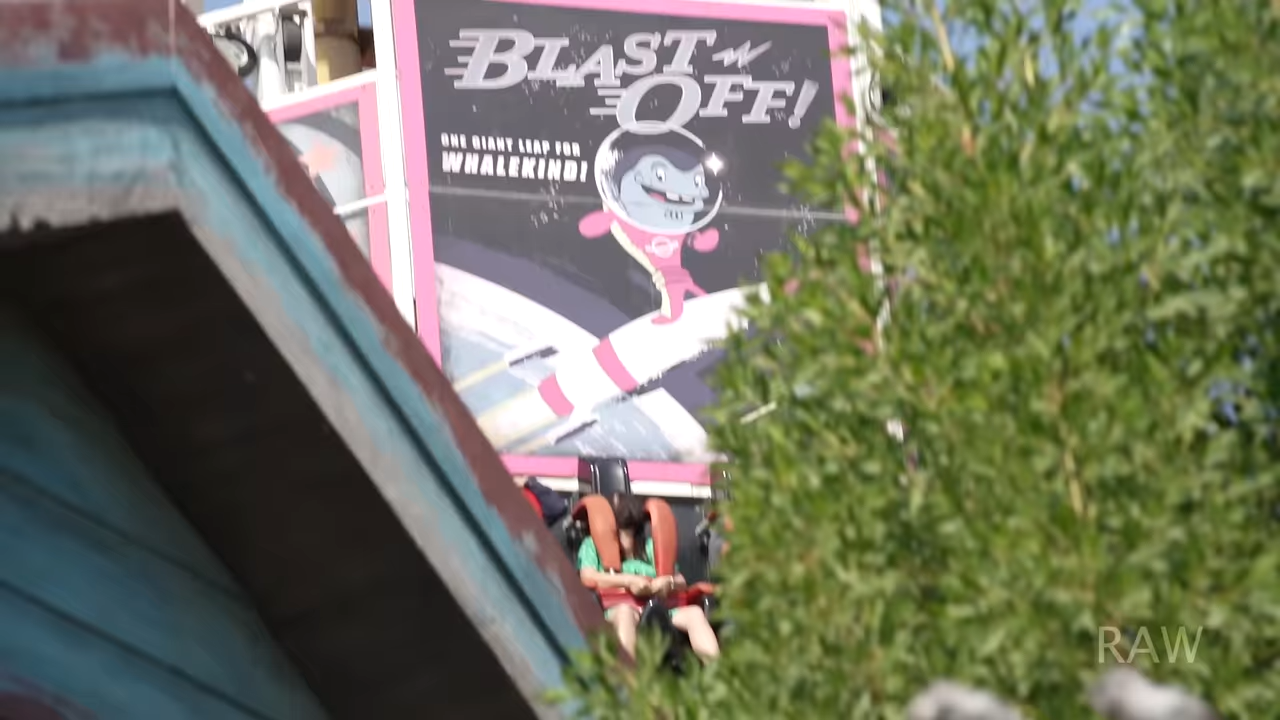 BLAST
OFF!
ONE GIANT LEAP FOR
WHALEKIND!
RAW